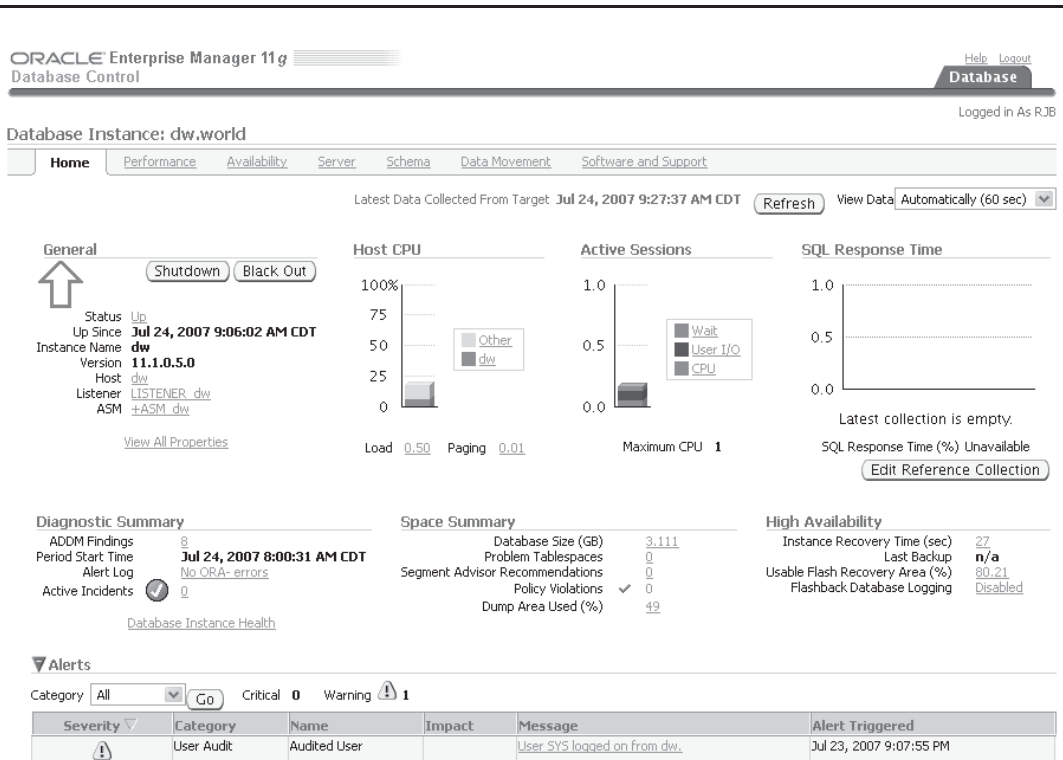 ORACLE Enterprise Manager 11g
Database Control
Help Logout
Database
Logged in As RJB
Database Instance: dw.world
Home Performance Availability Server Schema Data Movement Software and Support
Latest Data Collected From Target Jul 24, 2007 9:27:37 AM CDT Refresh View Data Automatically (60 sec)
General
Shutdown Black Out
Status Up
Up Since Jul 24, 2007 9:06:02 AM CDT
Instance Name dw
Version 11.1.0.5.0
Host dw
Listener LISTENER_dw
ASM +ASM_dw
View All Properties
Host CPU
100%
75
50
25
0
Other
dw
Load 0.50 Paging 0.01
Active Sessions
1.0
0.5
0.0
Wait
User I/O
CPU
Maximum CPU 1
SQL Response Time
1.0
0.5
0.0
Latest collection is empty.
SQL Response Time (%) Unavailable
Edit Reference Collection
Diagnostic Summary
ADDM Findings 8
Period Start Time Jul 24, 2007 8:00:31 AM CDT
Alert Log No ORA- errors
Active Incidents 0
Database Instance Health
Space Summary
Database Size (GB) 3.111
Problem Tablespaces 0
Segment Advisor Recommendations 0
Policy Violations 0
Dump Area Used (%) 49
High Availability
Instance Recovery Time (sec) 27
Last Backup n/a
Usable Flash Recovery Area (%) 80.21
Flashback Database Logging Disabled
Alerts
Category All Go Critical 0 Warning 1
Severity Category Name Impact Message Alert Triggered
User Audit Audited User User SYS logged on from dw. Jul 23, 2007 9:07:55 PM